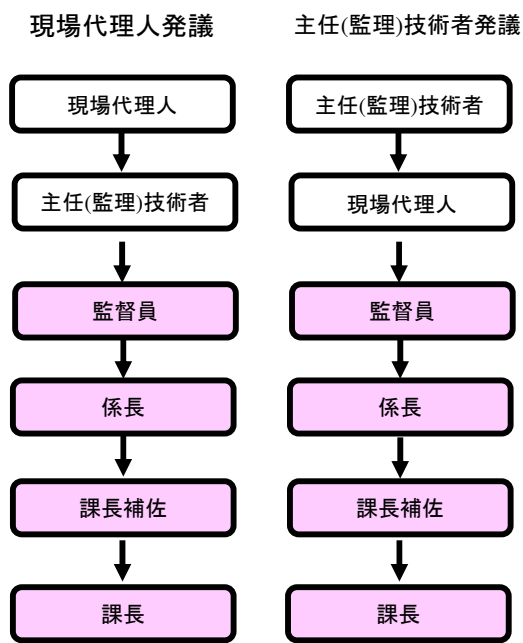 現場代理人発議
現場代理人
主任(監理)技術者
監督員
係長
課長補佐
課長
主任(監理)技術者発議
主任(監理)技術者
現場代理人
監督員
係長
課長補佐
課長